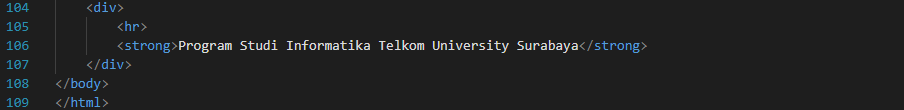 104 <div>
105 <hr>
106 <strong>Program Studi Informatika Telkom University Surabaya</strong>
107 </div>
108 </body>
109 </html>